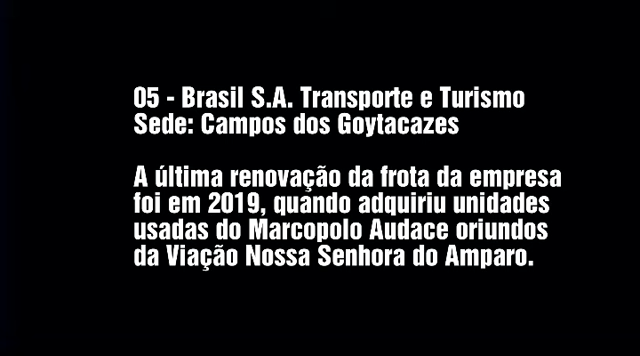 05 - Brasil S.A. Transporte e Turismo
Sede: Campos dos Goytacazes
A última renovação da frota da empresa
foi em 2019, quando adquiriu unidades
usadas do Marcopolo Audace oriundos
da Viação Nossa Senhora do Amparo.